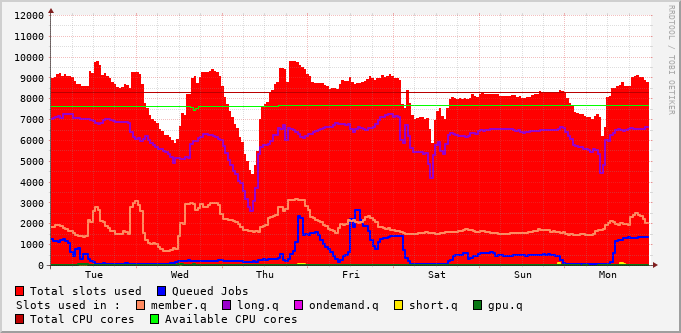 12000
11000
10000
9000
8000
7000
6000
5000
4000
3000
2000
1000
0
Tue Wed Thu Fri Sat Sun Mon
RRDTOOL / TOBI OETIKER
Total slots used Queued Jobs
Slots used in : member.q long.q ondemand.q short.q gpu.q
Total CPU cores Available CPU cores